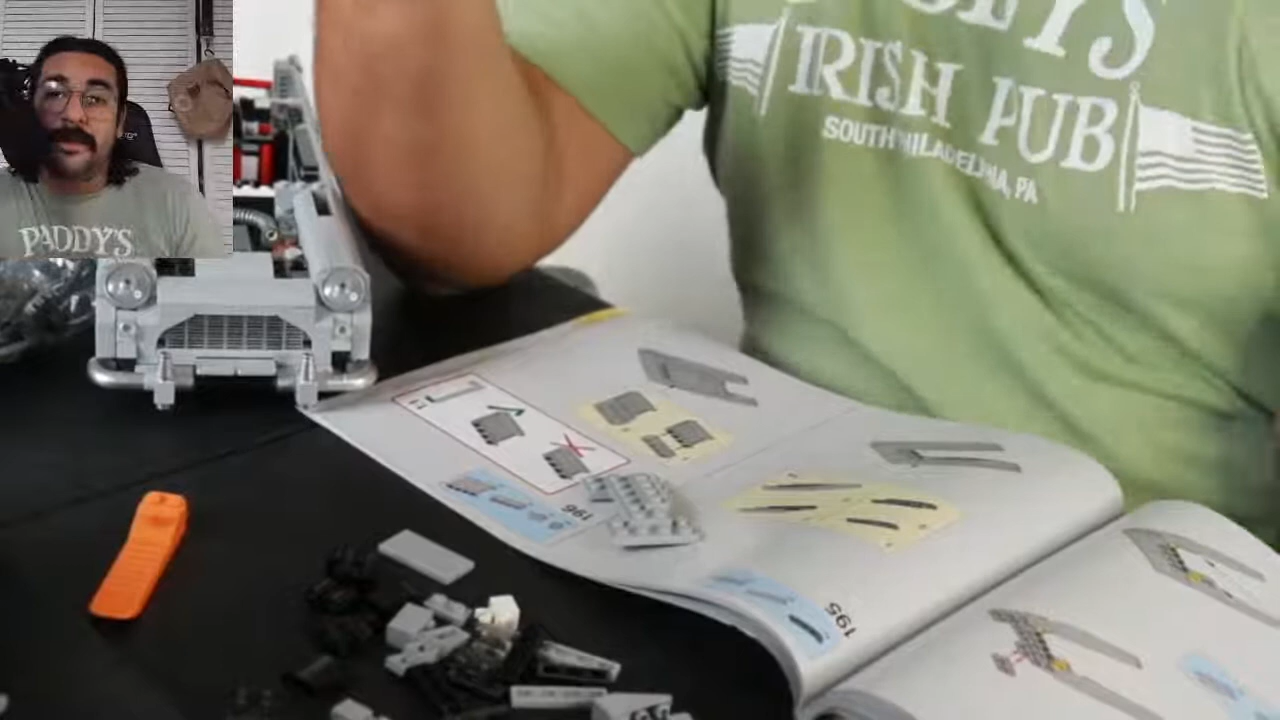 PADDY'S
IRISH PUB
SOUTH PHILADELPHIA, PA
196
195